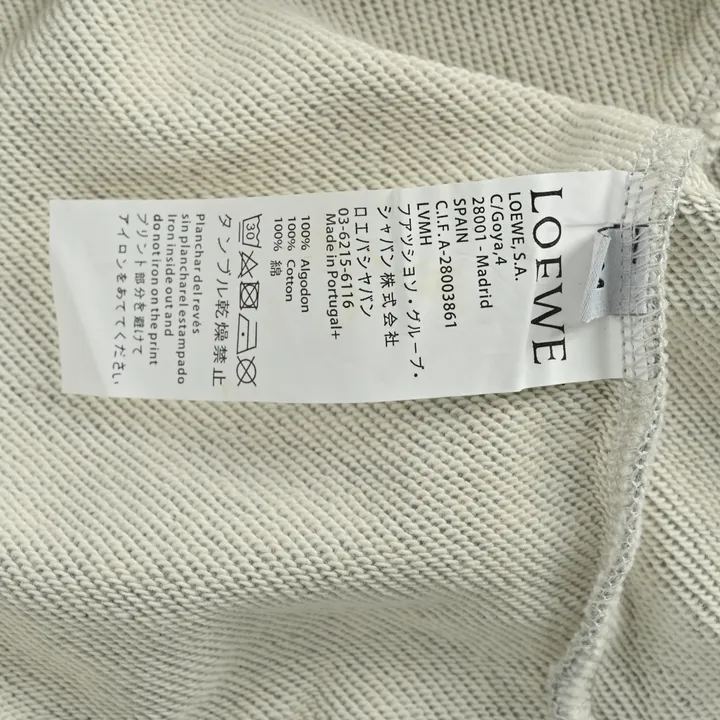 LOEWE
LOEWE, S.A.
C/Goya,4
28001 - Madrid
SPAIN
C.I.F. A-28003861
LVMH
ファッション・グループ・
ジャパン株式会社
ロエベジャパン
03-6215-6116
Made in Portugal+
100% Algodon
100% Cotton
100% 綿
30
タンブル乾燥禁止
Planchar del revés
sin planchar el estampado
Iron inside out and
do not iron on the print
プリント部分を避けて
アイロンをあててください